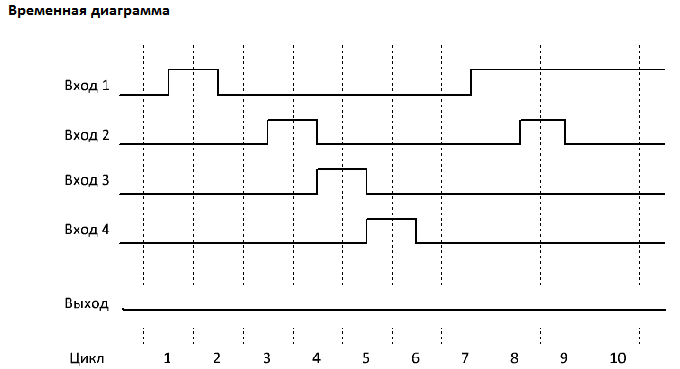 Временная диаграмма
Вход 1
Вход 2
Вход 3
Вход 4
Выход
Цикл 1 2 3 4 5 6 7 8 9 10